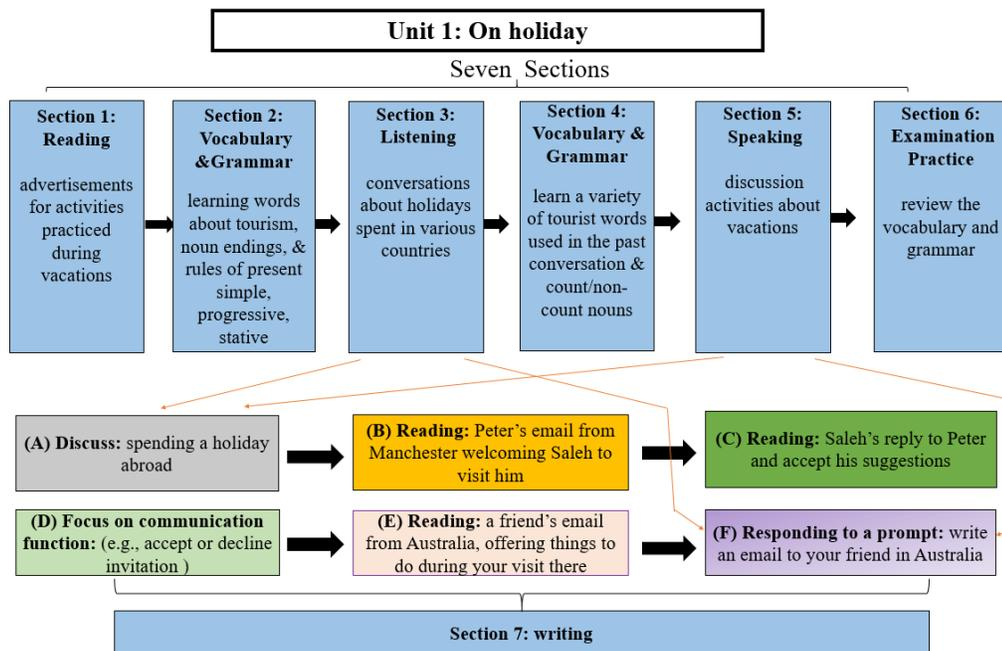 Unit 1: On holiday
Seven Sections
Section 1:
Reading
advertisements
for activities
practiced
during
vacations
Section 2:
Vocabulary
&Grammar
learning words
about tourism,
noun endings, &
rules of present
simple,
progressive,
stative
Section 3:
Listening
conversations
about holidays
spent in various
countries
Section 4:
Vocabulary &
Grammar
learn a variety
of tourist words
used in the past
conversation &
count/non-
count nouns
Section 5:
Speaking
discussion
activities about
vacations
Section 6:
Examination
Practice
review the
vocabulary and
grammar
(A) Discuss: spending a holiday
abroad
(B) Reading: Peter’s email from
Manchester welcoming Saleh to
visit him
(C) Reading: Saleh’s reply to Peter
and accept his suggestions
(D) Focus on communication
function: (e.g., accept or decline
invitation )
(E) Reading: a friend’s email
from Australia, offering things to
do during your visit there
(F) Responding to a prompt: write
an email to your friend in Australia
Section 7: writing